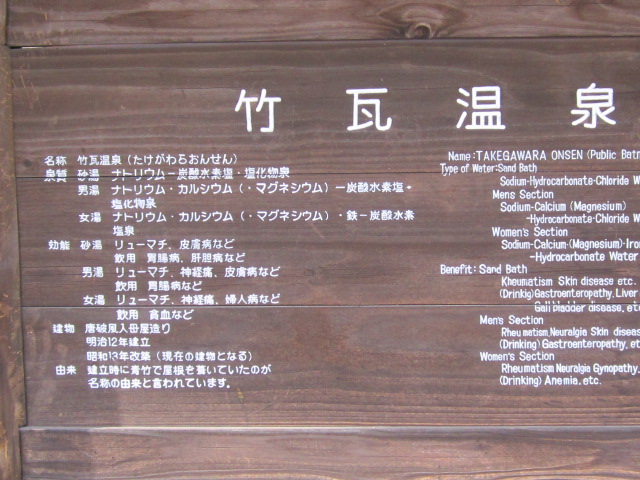 竹瓦温泉
名称 竹瓦温泉（たけがわらおんせん）
泉質 砂湯 ナトリウム－炭酸水素塩・塩化物泉
男湯 ナトリウム・カルシウム（・マグネシウム）－炭酸水素塩・
塩化物泉
女湯 ナトリウム・カルシウム（・マグネシウム）・鉄－炭酸水素
塩泉
効能 砂湯 リューマチ、皮膚病など
飲用 胃腸病、肝胆病など
男湯 リューマチ、神経痛、皮膚病など
飲用 胃腸病など
女湯 リューマチ、神経痛、婦人病など
飲用 貧血など
建物 唐破風入母屋造り
明治12年建立
昭和13年改築（現在の建物となる）
由来 建立時に青竹で屋根を葺いていたのが
名称の由来と言われています。
Name:TAKEGAWARA ONSEN (Public Bath
Type of Water:Sand Bath
Sodium-Hydrocarbonate-Chloride W
Men's Section
Sodium-Calcium (Magnesium)
-Hydrocarbonate-Chloride W
Women's Section
Sodium-Calcium-(Magnesium)-Iron
-Hydrocarbonate Water
Benefit: Sand Bath
Rheumatism Skin disease etc.
(Drinkig) Gastroenteropathy, Liver
Gall bladder disease, etc
Men's Section
Rheumatism, Neuralgia Skin diseas
(Drinking) Gastroenteropathy, et
Women's Section
Rheumatism Neuralgia Gynopathy,
(Drinking) Anemia, etc.